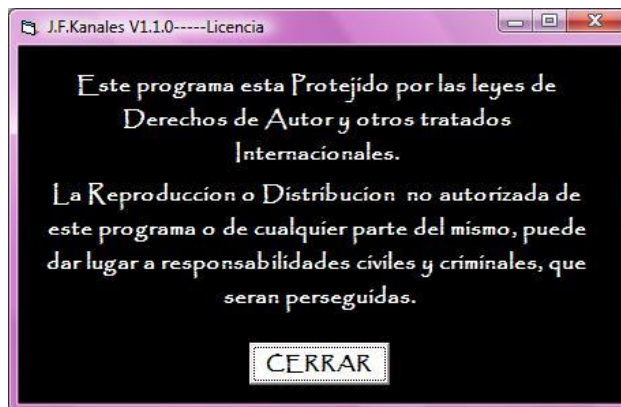 J.F.Kanales V1.1.0-----Licencia
Este programa esta Protejido por las leyes de
Derechos de Autor y otros tratados
Internacionales.
La Reproduccion o Distribucion no autorizada de
este programa o de cualquier parte del mismo, puede
dar lugar a responsabilidades civiles y criminales, que
seran perseguidas.
CERRAR